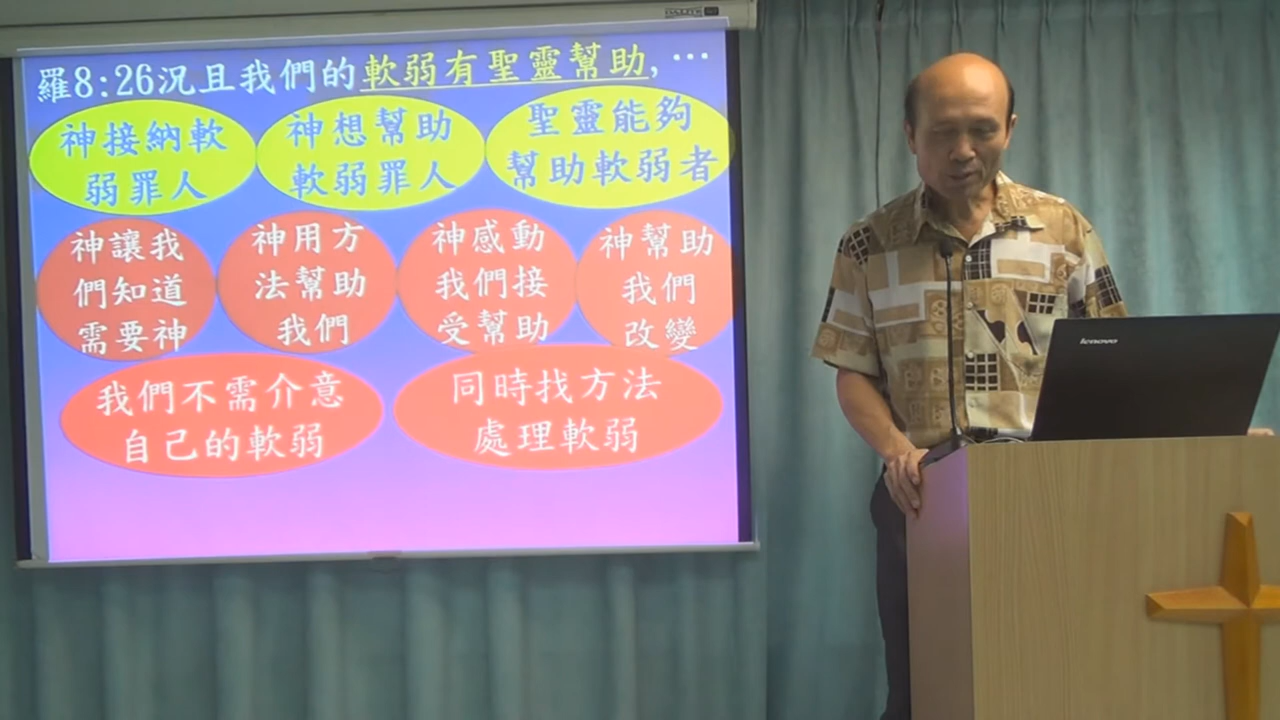 羅8:26況且我們的軟弱有聖靈幫助,…
神接納軟
弱罪人
神想幫助
軟弱罪人
聖靈能夠
幫助軟弱者
神讓我
們知道
需要神
神用方
法幫助
我們
神感動
我們接
受幫助
神幫助
我們
改變
我們不需介意
自己的軟弱
同時找方法
處理軟弱
lenovo